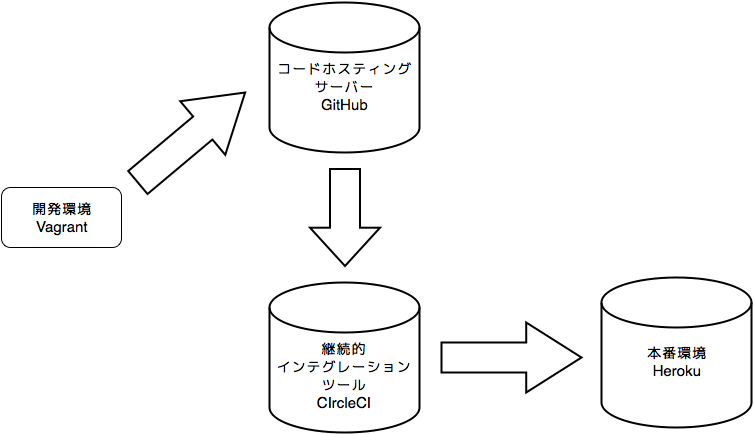 コードホスティング
サーバー
GitHub
開発環境
Vagrant
継続的
インテグレーション
ツール
CIrcleCI
本番環境
Heroku